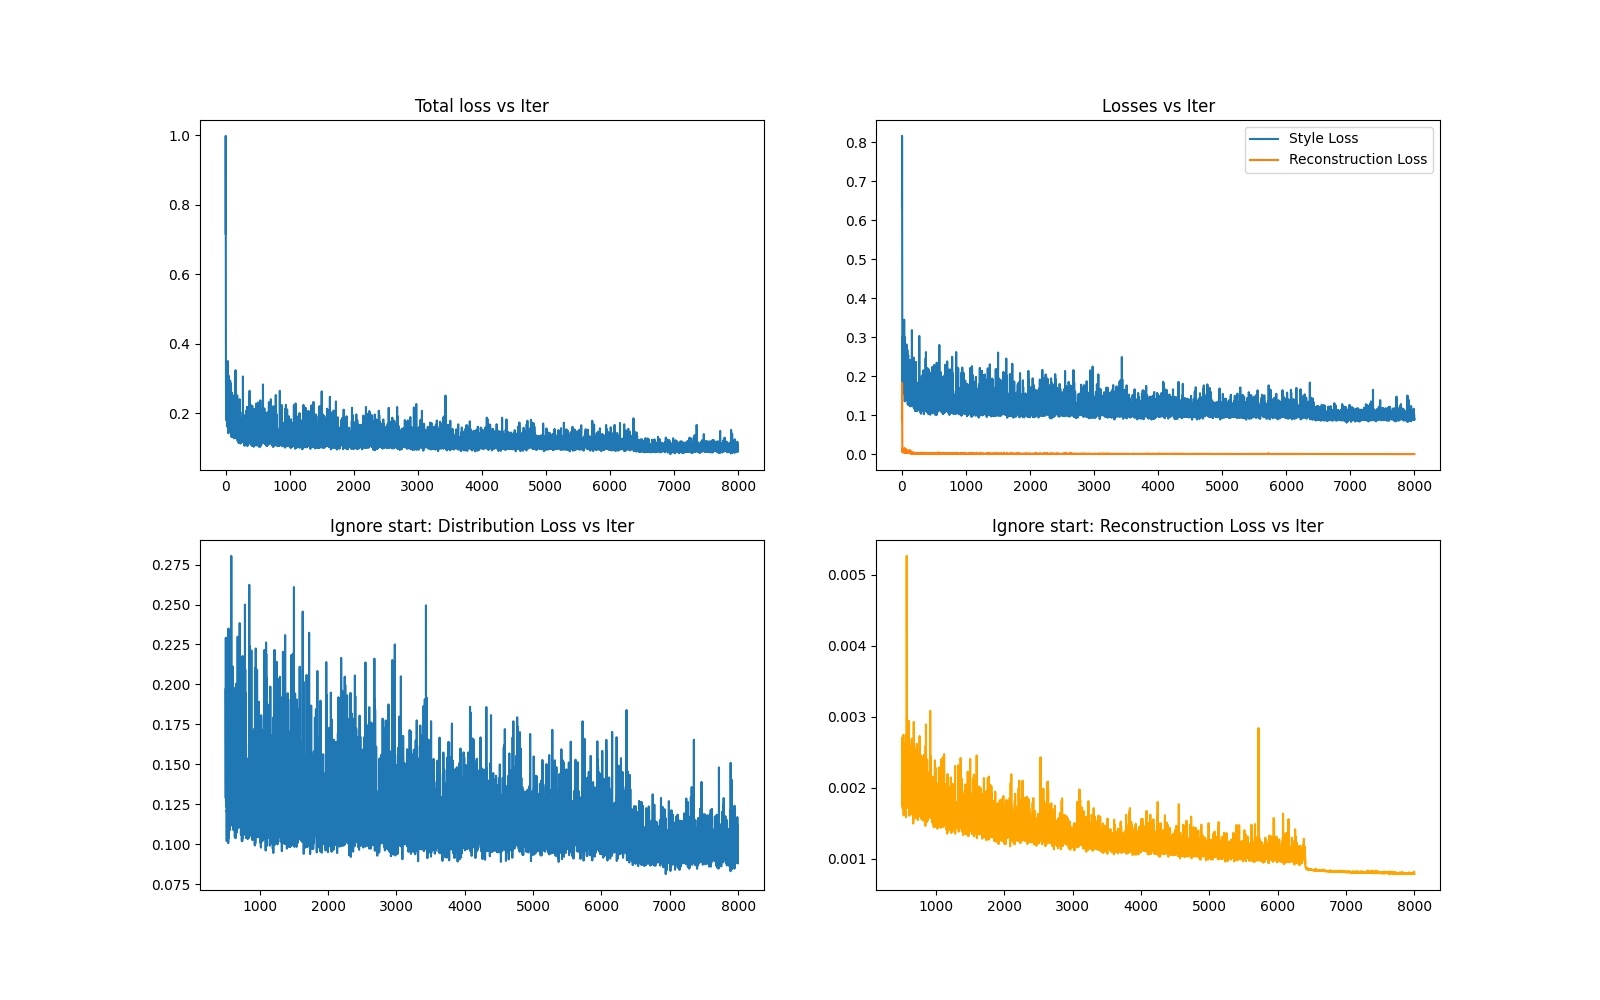 Total loss vs Iter
1.0
0.8
0.6
0.4
0.2
0 1000 2000 3000 4000 5000 6000 7000 8000
Losses vs Iter
Style Loss
Reconstruction Loss
0.8
0.7
0.6
0.5
0.4
0.3
0.2
0.1
0.0
0 1000 2000 3000 4000 5000 6000 7000 8000
Ignore start: Distribution Loss vs Iter
0.275
0.250
0.225
0.200
0.175
0.150
0.125
0.100
0.075
1000 2000 3000 4000 5000 6000 7000 8000
Ignore start: Reconstruction Loss vs Iter
0.005
0.004
0.003
0.002
0.001
1000 2000 3000 4000 5000 6000 7000 8000